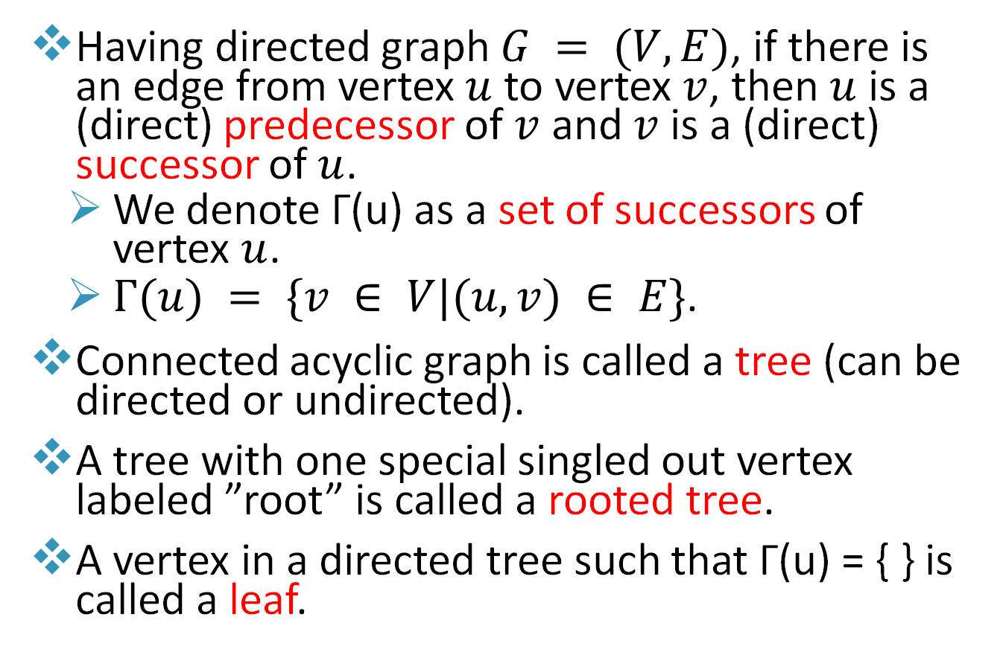 ❖Having directed graph G = (V, E), if there is
an edge from vertex u to vertex v, then u is a
(direct) predecessor of v and v is a (direct)
successor of u.
➢ We denote Γ(u) as a set of successors of
vertex u.
➢ Γ(u) = {v ∈ V|(u, v) ∈ E}.
❖Connected acyclic graph is called a tree (can be
directed or undirected).
❖A tree with one special singled out vertex
labeled ”root” is called a rooted tree.
❖A vertex in a directed tree such that Γ(u) = { } is
called a leaf.